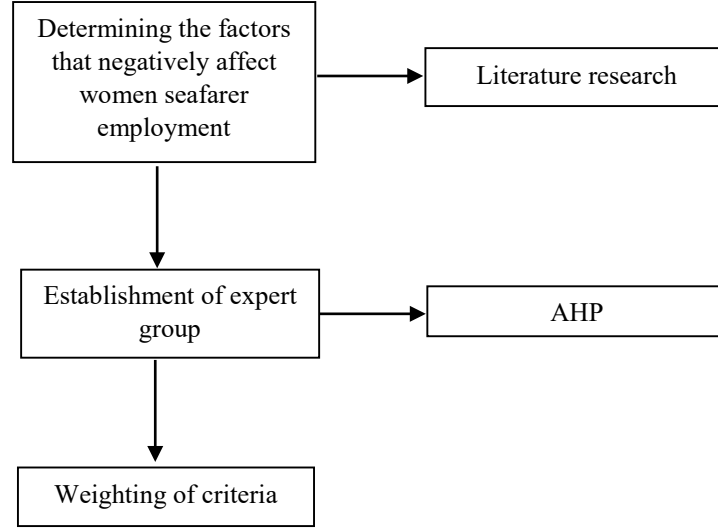 Determining the factors
that negatively affect
women seafarer
employment
Literature research
Establishment of expert
group
AHP
Weighting of criteria